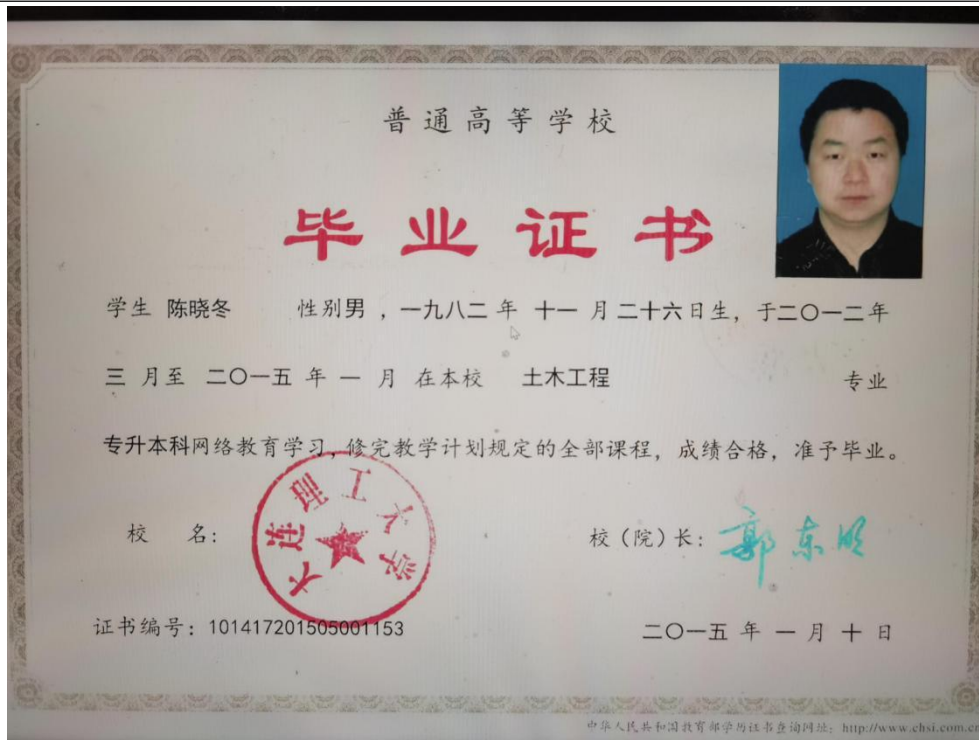 普通高等学校
毕业证书
学生 陈晓冬 性别男 ，一九八二 年 十一 月 二十六日生，于二〇一二年
三 月至 二〇一五 年 一 月 在本校 土木工程 专业
专升本科网络教育学习，修完教学计划规定的全部课程，成绩合格，准予毕业。
校 名：
大连理工大学
校（院）长：郭东明
证书编号：101417201505001153
二〇一五 年 一 月 十 日
中华人民共和国教育部学历证书查询网址：http://www.chsi.com.cn